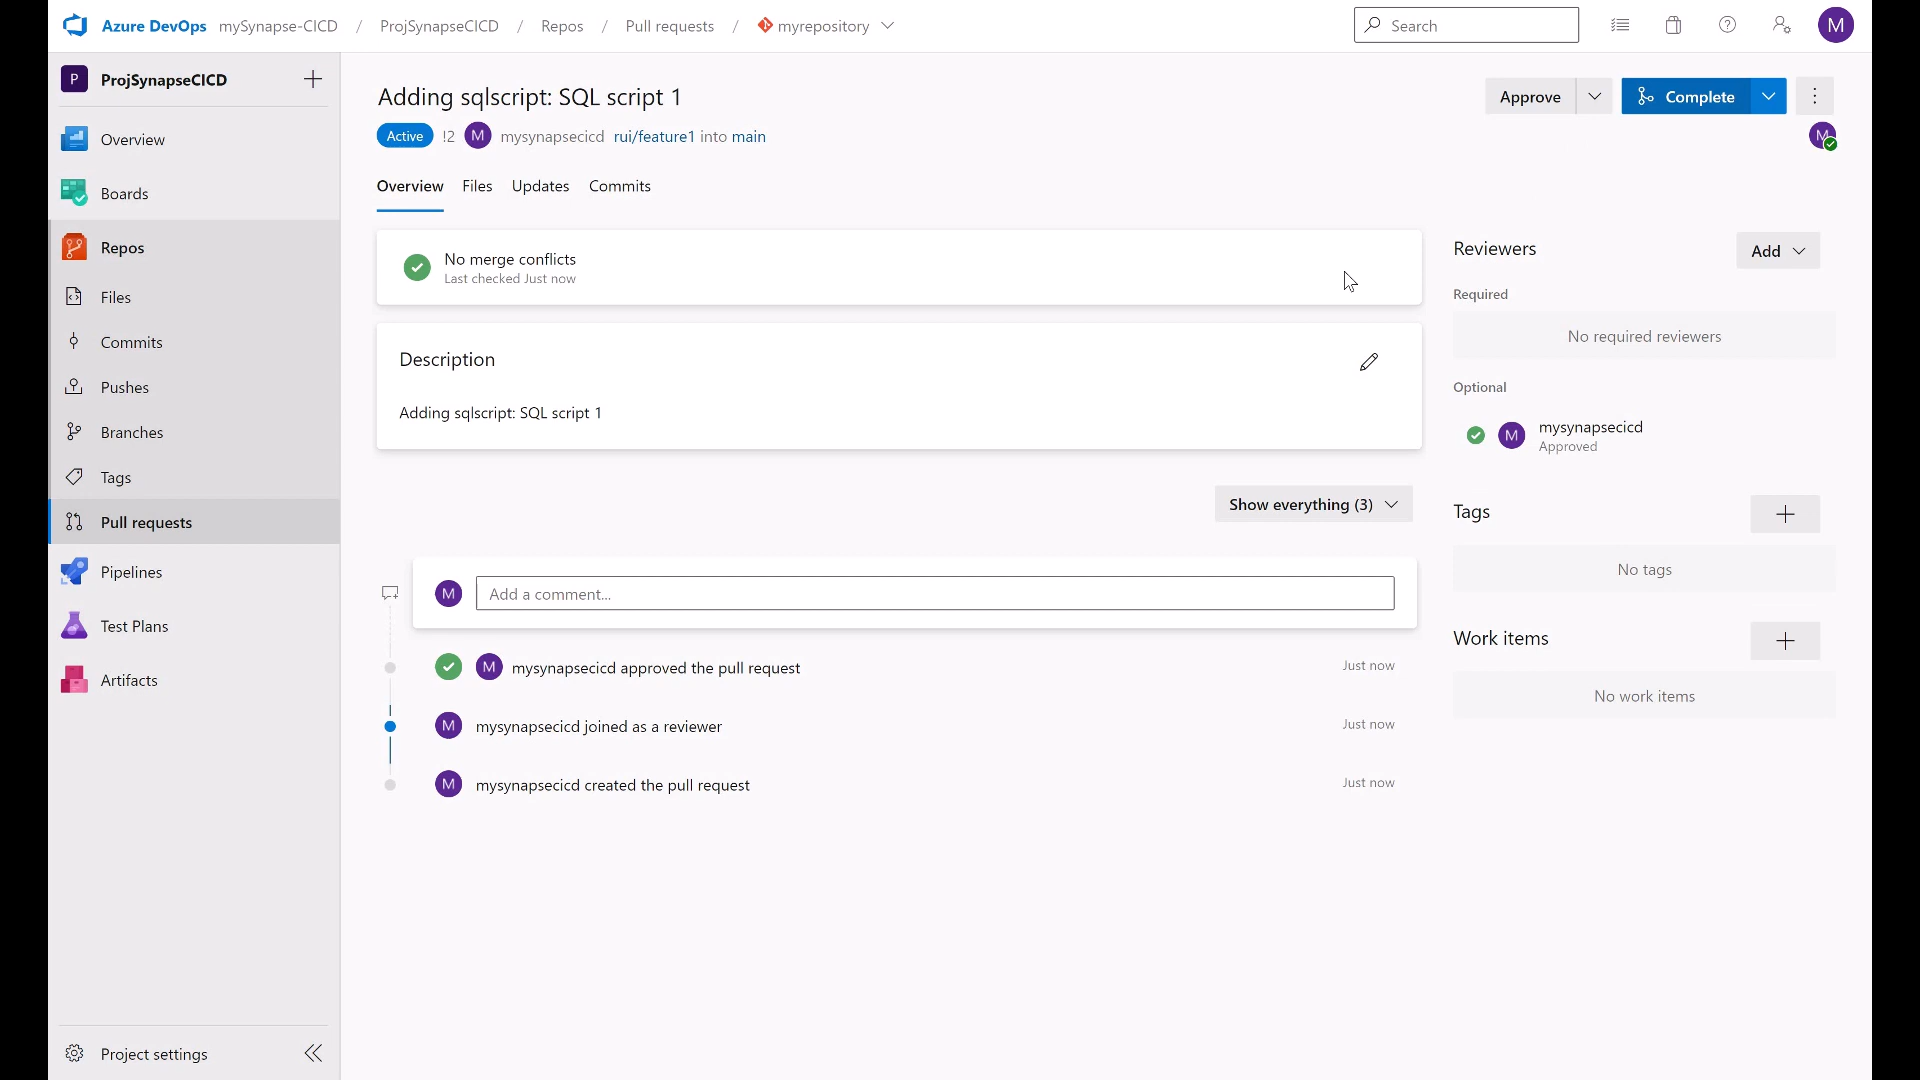 Azure DevOps mySynapse-CICD / ProjSynapseCICD / Repos / Pull requests / myrepository
Search
M
P ProjSynapseCICD
Overview
Boards
Repos
Files
Commits
Pushes
Branches
Tags
Pull requests
Pipelines
Test Plans
Artifacts
Project settings
Adding sqlscript: SQL script 1
Approve
Complete
Active !2 M mysynapsecicd rui/feature1 into main
M
Overview Files Updates Commits
No merge conflicts
Last checked Just now
Description
Adding sqlscript: SQL script 1
Show everything (3)
M Add a comment...
M mysynapsecicd approved the pull request Just now
M mysynapsecicd joined as a reviewer Just now
M mysynapsecicd created the pull request Just now
Reviewers
Add
Required
No required reviewers
Optional
M mysynapsecicd
Approved
Tags
No tags
Work items
No work items